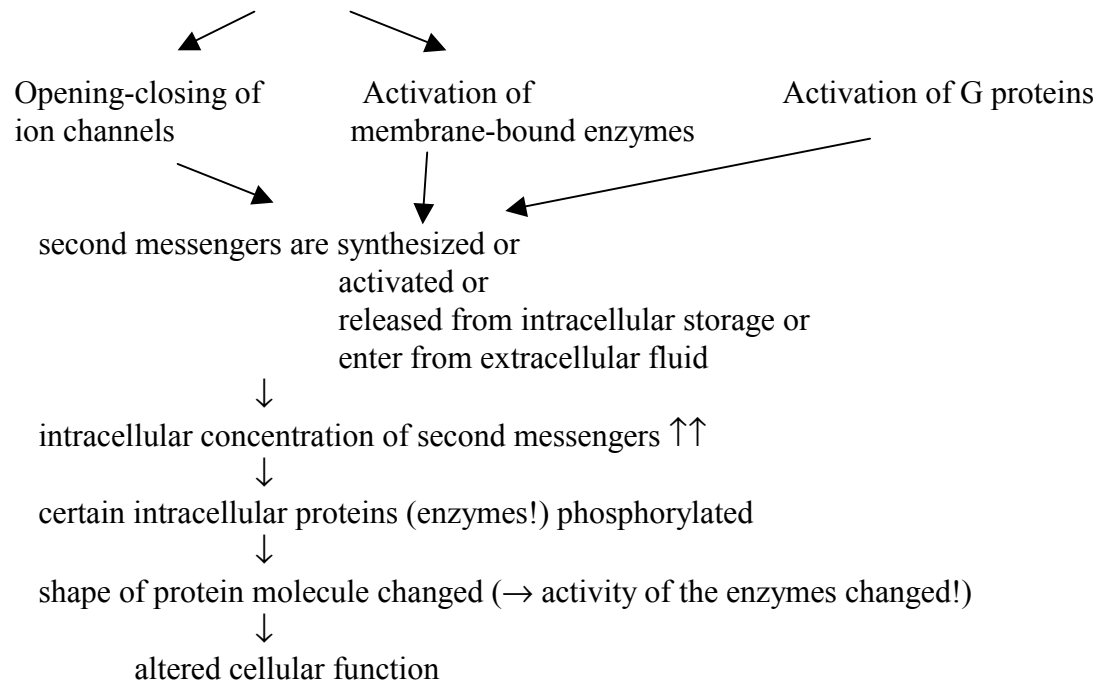 Opening-closing of Activation of Activation of G proteins
ion channels membrane-bound enzymes
second messengers are synthesized or
activated or
released from intracellular storage or
enter from extracellular fluid
↓
intracellular concentration of second messengers ↑↑
↓
certain intracellular proteins (enzymes!) phosphorylated
↓
shape of protein molecule changed (→ activity of the enzymes changed!)
↓
altered cellular function